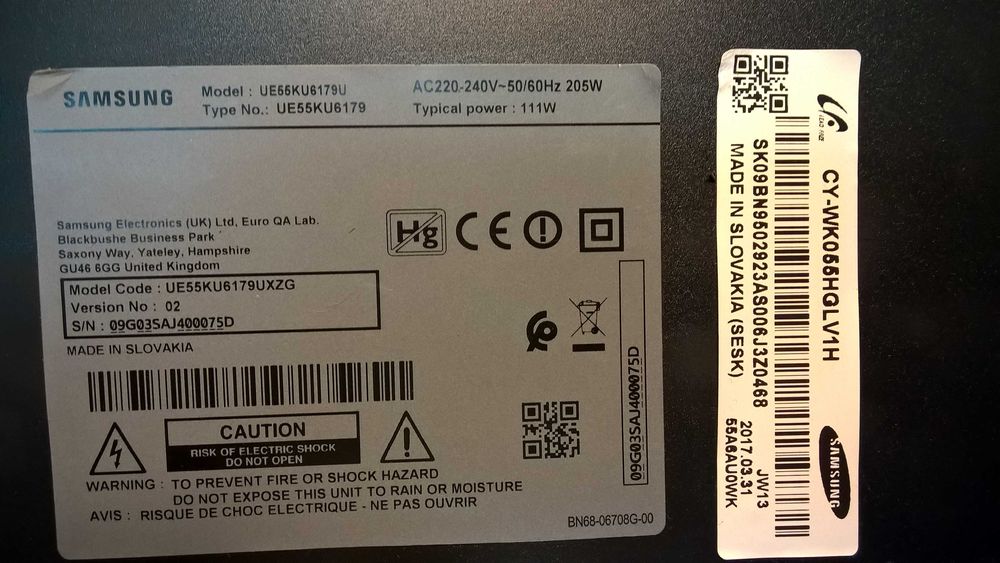 SAMSUNG
Model : UE55KU6179U
Type No.: UE55KU6179
AC220-240V~50/60Hz 205W
Typical power : 111W
Samsung Electronics (UK) Ltd, Euro QA Lab.
Blackbushe Business Park
Saxony Way, Yateley, Hampshire
GU46 6GG United Kingdom
Hg
CE
Model Code : UE55KU6179UXZG
Version No : 02
S/N : 09G03SAJ400075D
MADE IN SLOVAKIA
CAUTION
RISK OF ELECTRIC SHOCK
DO NOT OPEN
WARNING : TO PREVENT FIRE OR SHOCK HAZARD
DO NOT EXPOSE THIS UNIT TO RAIN OR MOISTURE
AVIS : RISQUE DE CHOC ELECTRIQUE - NE PAS OUVRIR
09G03SAJ400075D
BN68-06708G-00
LEAD FREE
CY-WK055HGLV1H
SK09BN9502923AS006J3Z0468
MADE IN SLOVAKIA (SESK)
JW13
2017.03.31
55A6AU0WK
SAMSUNG